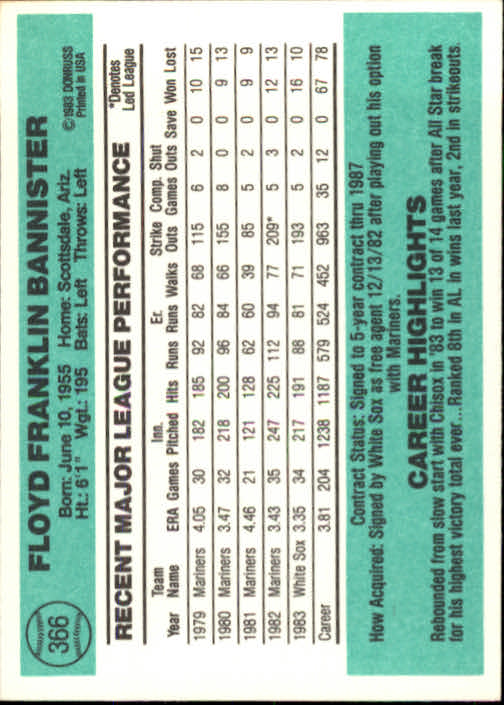 366
FLOYD FRANKLIN BANNISTER
©1983 DONRUSS
Printed in USA
Born: June 10, 1955 Home: Scottsdale, Ariz.
Ht.: 6'1" Wgt.: 195 Bats: Left Throws: Left
RECENT MAJOR LEAGUE PERFORMANCE
*Denotes
Led League
Team Inn. Er. Strike Comp. Shut
Year Name ERA Games Pitched Hits Runs Runs Walks Outs Games Outs Save Won Lost
1979 Mariners 4.05 30 182 185 92 82 68 115 6 2 0 10 15
1980 Mariners 3.47 32 218 200 96 84 66 155 8 0 0 9 13
1981 Mariners 4.46 21 121 128 62 60 39 85 5 2 0 9 9
1982 Mariners 3.43 35 247 225 112 94 77 209* 5 3 0 12 13
1983 White Sox 3.35 34 217 191 88 81 71 193 5 2 0 16 10
Career 3.81 204 1238 1187 579 524 452 963 35 12 0 67 78
Contract Status: Signed to 5-year contract thru 1987
How Acquired: Signed by White Sox as free agent 12/13/82 after playing out his option
with Mariners.
CAREER HIGHLIGHTS
Rebounded from slow start with Chisox in '83 to win 13 of 14 games after All Star break
for his highest victory total ever...Ranked 8th in AL in wins last year, 2nd in strikeouts.